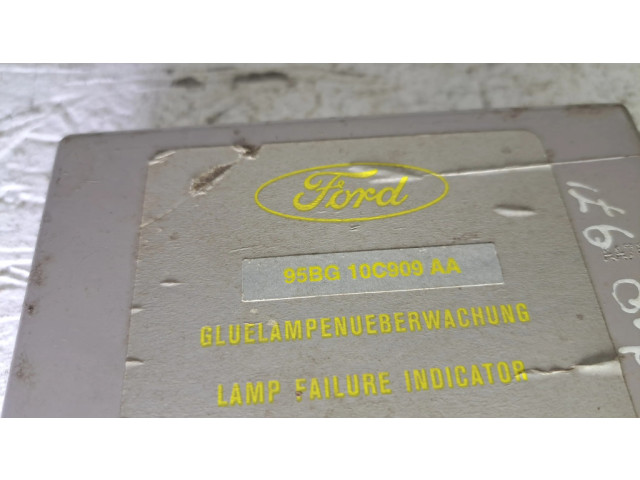 Ford
95BG 10C909 AA
GLUELAMPENUEBERWACHUNG
LAMP FAILURE INDICATOR